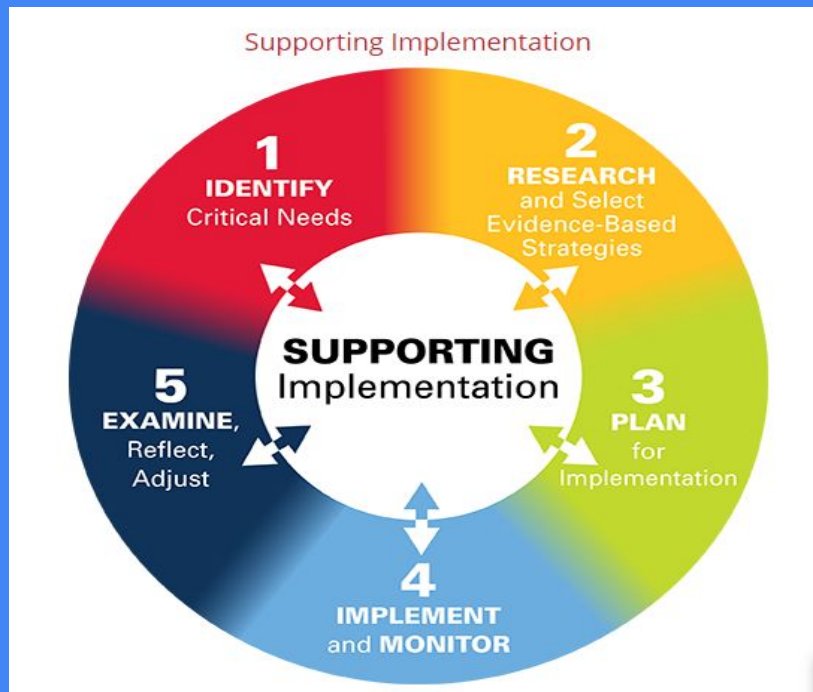 Supporting Implementation
1
IDENTIFY
Critical Needs
2
RESEARCH
and Select
Evidence-Based
Strategies
SUPPORTING
Implementation
3
PLAN
for
Implementation
4
IMPLEMENT
and MONITOR
5
EXAMINE,
Reflect,
Adjust